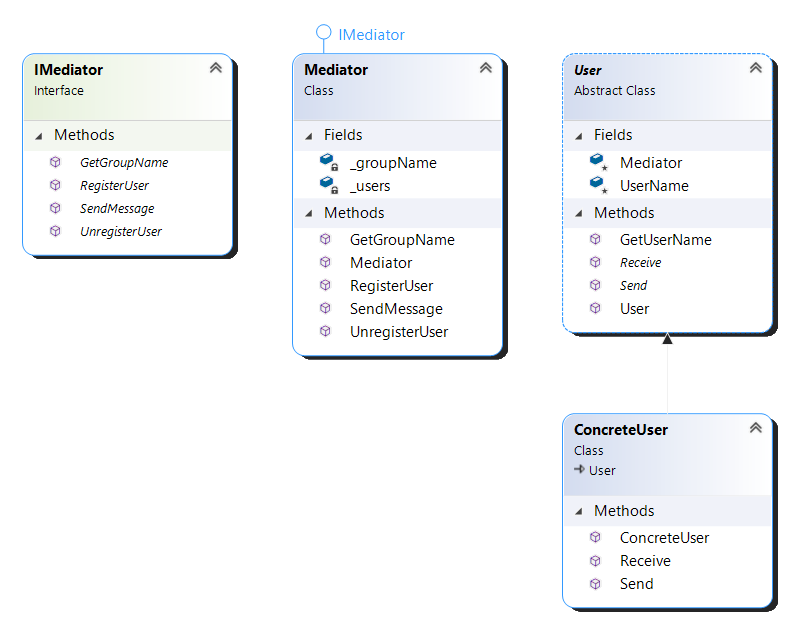 IMediator
Interface
Methods
GetGroupName
RegisterUser
SendMessage
UnregisterUser
IMediator
Mediator
Class
Fields
_groupName
_users
Methods
GetGroupName
Mediator
RegisterUser
SendMessage
UnregisterUser
User
Abstract Class
Fields
Mediator
UserName
Methods
GetUserName
Receive
Send
User
ConcreteUser
Class
User
Methods
ConcreteUser
Receive
Send